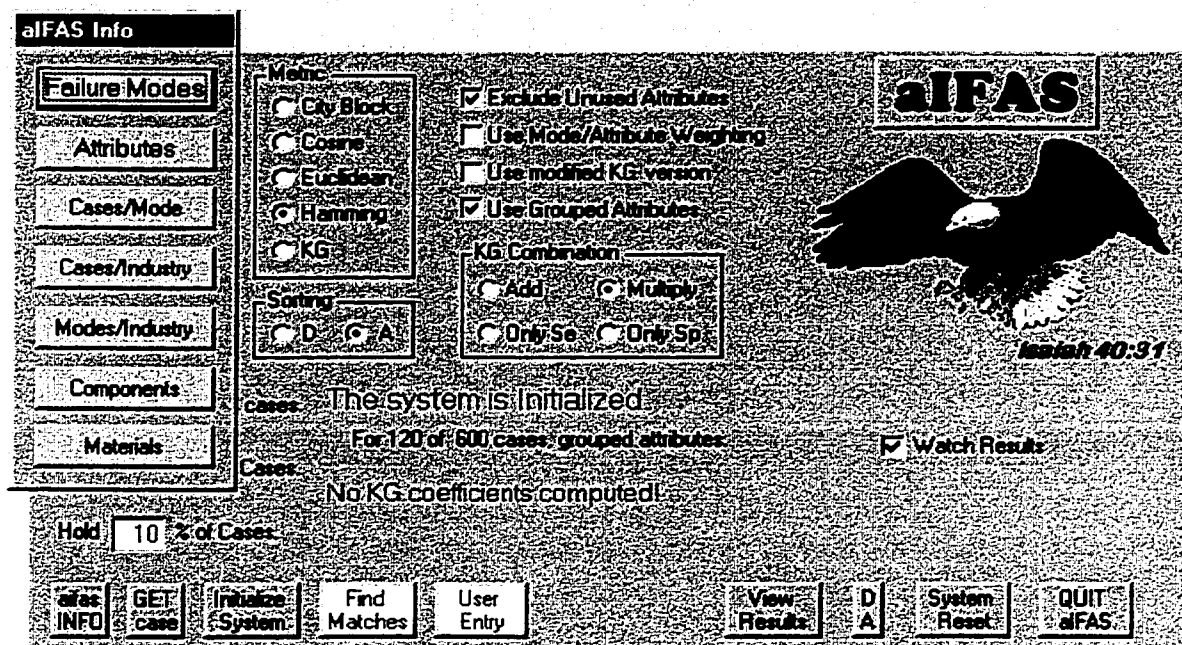 aIFAS Info
Failure Modes
Attributes
Cases/Mode
Cases/Industry
Modes/Industry
Components
Materials
Metric
City Block
Cosine
Euclidean
Hamming
KG
Sorting
D A
Exclude Unused Attributes
Use Mode/Attribute Weighting
Use modified KG version
Use Grouped Attributes
KG Combination
Add Multiply
Only Se Only Sp
aIFAS
Isaiah 40:31
cases. The system is Initialized.
For 120 of 600 cases, grouped attributes.
Watch Results
Cases.
No KG coefficients computed!
Hold 10 % of Cases.
aifas
INFO
GET
case
Initialize
System
Find
Matches
User
Entry
View
Results
D
A
System
Reset
QUIT
aIFAS